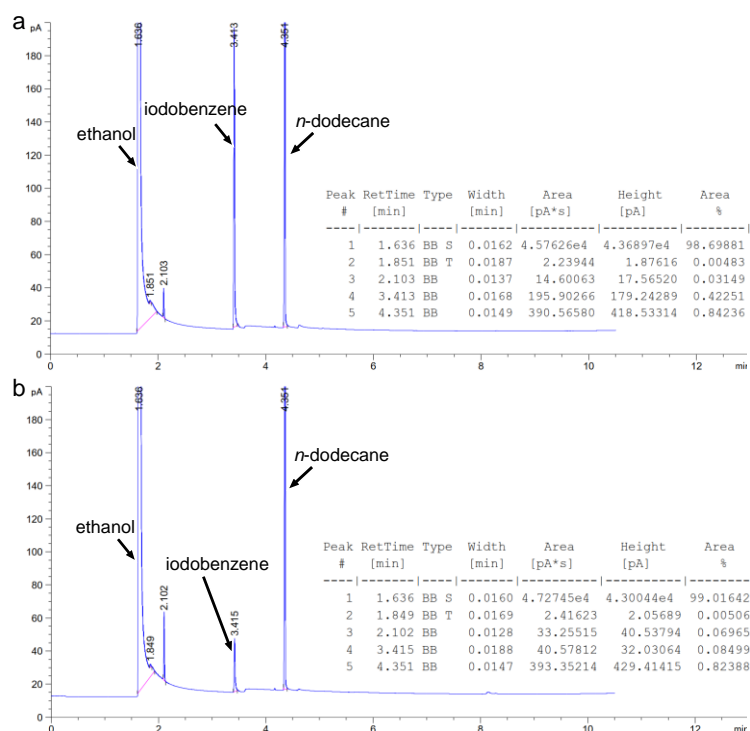 a
pA
180
160
140
120
100
80
60
40
20
0
1.636
3.413
4.351
iodobenzene
n-dodecane
ethanol
1.851
2.103
Peak RetTime Type Width Area Height Area
# [min] [min] [pA*s] [pA] %
----|-------|----|-------|----------|----------|--------|
1 1.636 BB S 0.0162 4.57626e4 4.36897e4 98.69881
2 1.851 BB T 0.0187 2.23944 1.87616 0.00483
3 2.103 BB 0.0137 14.60063 17.56520 0.03149
4 3.413 BB 0.0168 195.90266 179.24289 0.42251
5 4.351 BB 0.0149 390.56580 418.53314 0.84236
0 2 4 6 8 10 12 min
b
pA
180
160
140
120
100
80
60
40
20
0
1.636
4.351
n-dodecane
ethanol
iodobenzene
1.849
2.102
3.415
Peak RetTime Type Width Area Height Area
# [min] [min] [pA*s] [pA] %
----|-------|----|-------|----------|----------|--------|
1 1.636 BB S 0.0160 4.72745e4 4.30044e4 99.01642
2 1.849 BB T 0.0169 2.41623 2.05689 0.00506
3 2.102 BB 0.0128 33.25515 40.53794 0.06965
4 3.415 BB 0.0188 40.57812 32.03064 0.08499
5 4.351 BB 0.0147 393.35214 429.41415 0.82388
0 2 4 6 8 10 12 min